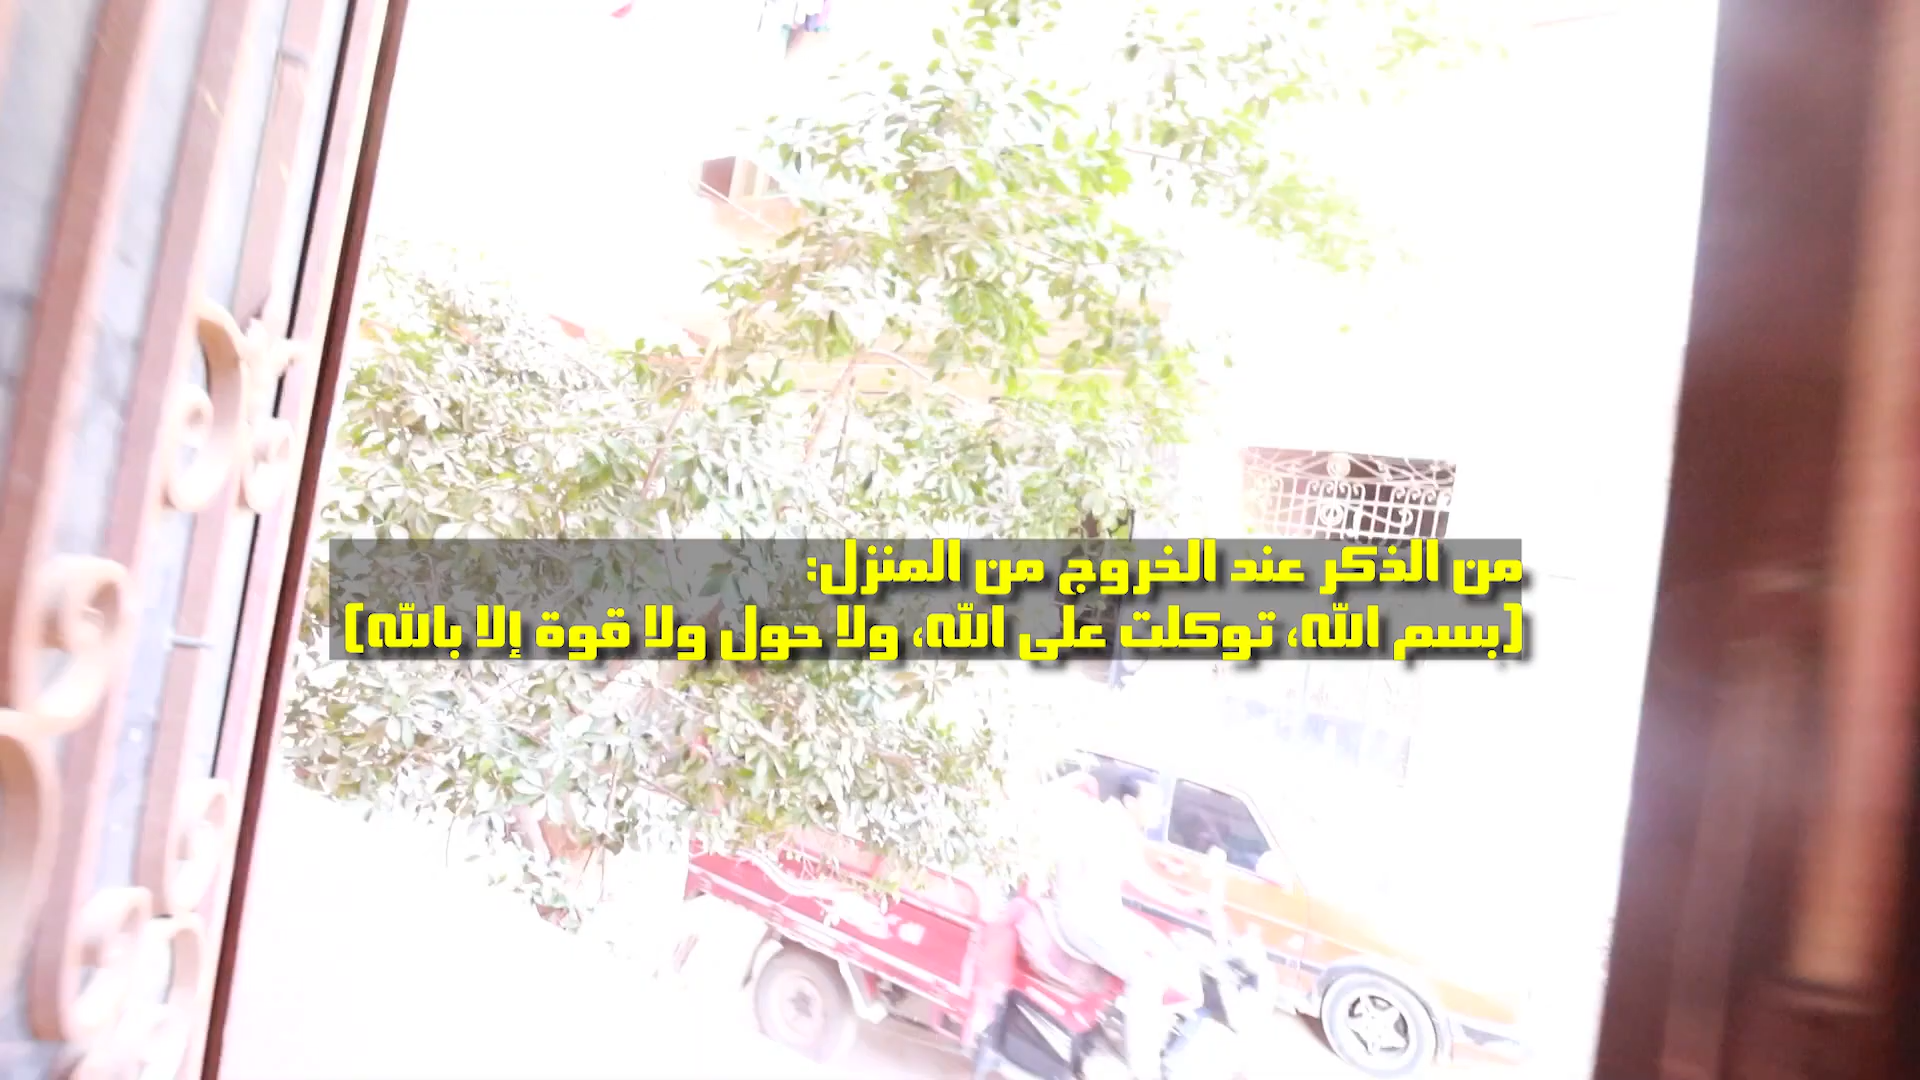 من الذكر عند الخروج من المنزل:
(بسم الله، توكلت على الله، ولا حول ولا قوة إلا بالله)